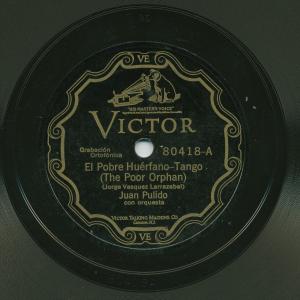 VE
"HIS MASTER'S VOICE"
VICTOR
Grabación
Ortofónica
80418-A
El Pobre Huérfano-Tango
(The Poor Orphan)
(Jorge Vasquez Larrazabal)
Juan Pulido
con orquesta
VICTOR TALKING MACHINE CO.
Camden, N.J.
VE